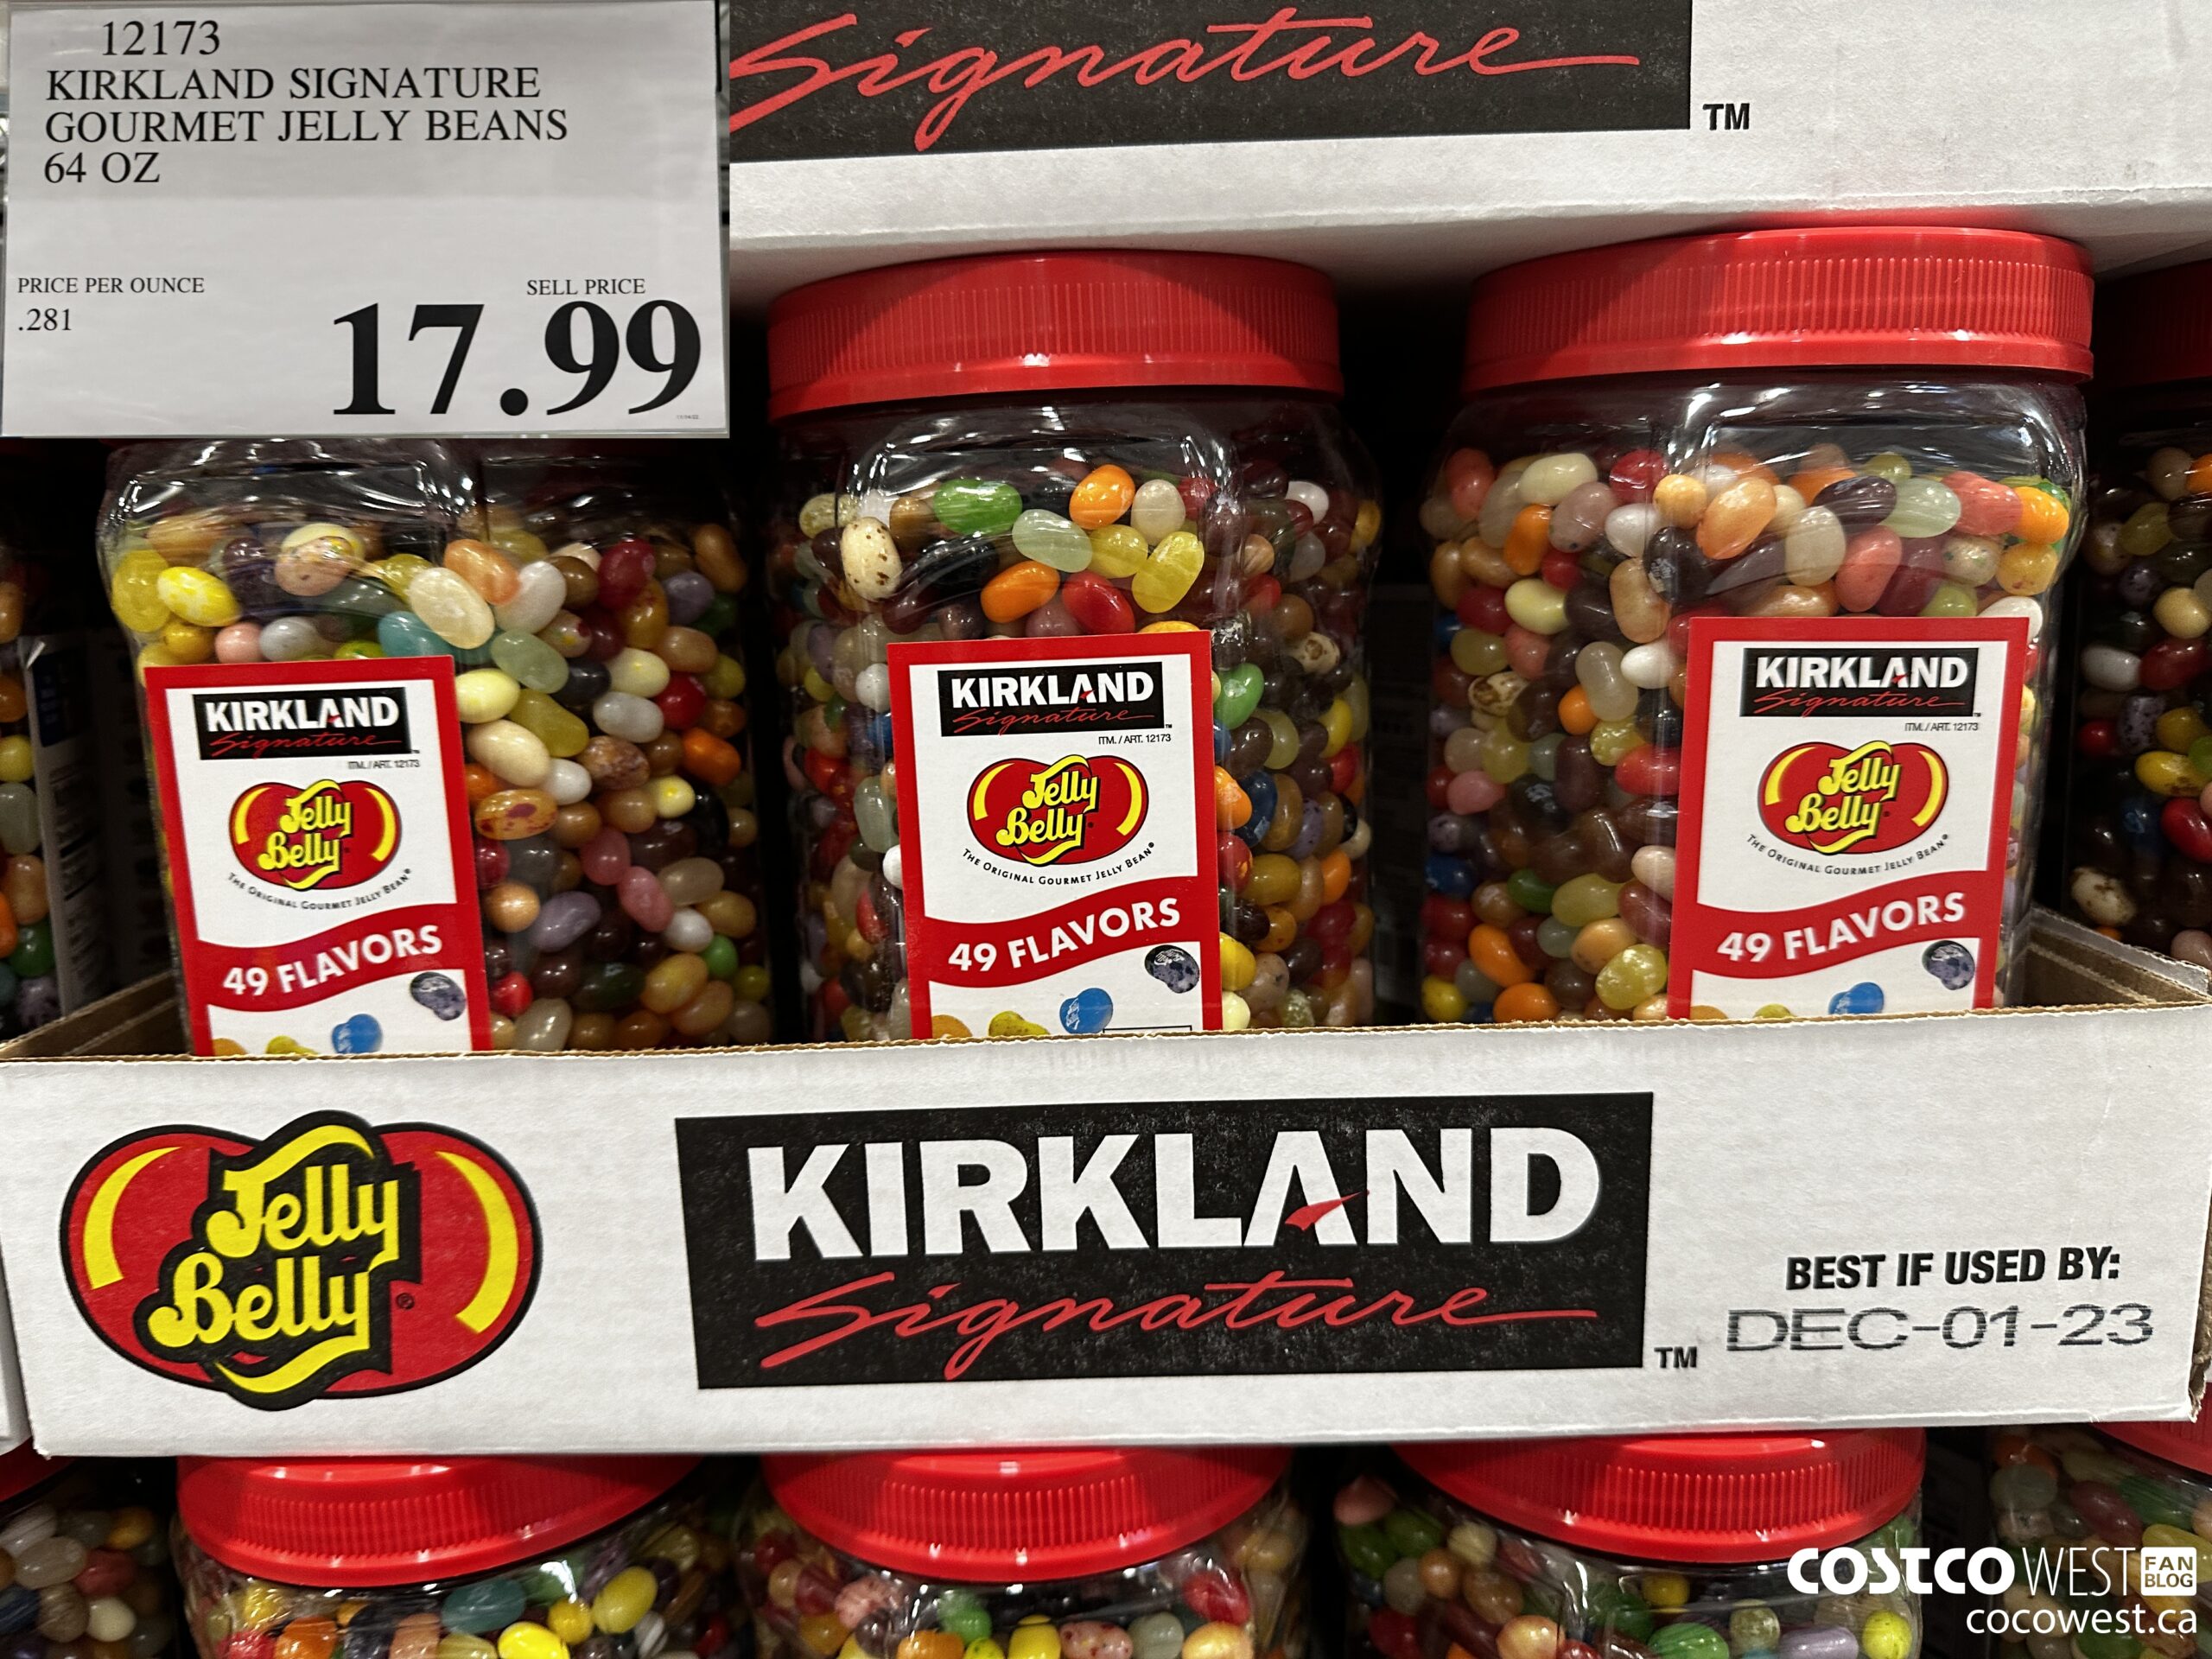 12173
KIRKLAND SIGNATURE
GOURMET JELLY BEANS
64 OZ
PRICE PER OUNCE
.281
SELL PRICE
17.99
Signature
TM
KIRKLAND
Signature
ITM. / ART. 12173
Jelly
Belly
THE ORIGINAL GOURMET JELLY BEAN®
49 FLAVORS
KIRKLAND
Signature
TM
ITM. / ART. 12173
Jelly
Belly
THE ORIGINAL GOURMET JELLY BEAN®
49 FLAVORS
KIRKLAND
Signature
ITM. / ART. 12173
Jelly
Belly
THE ORIGINAL GOURMET JELLY BEAN®
49 FLAVORS
Jelly
Belly®
KIRKLAND
Signature
TM
BEST IF USED BY:
DEC-01-23
COSTCO WEST FAN BLOG
cocowest.ca